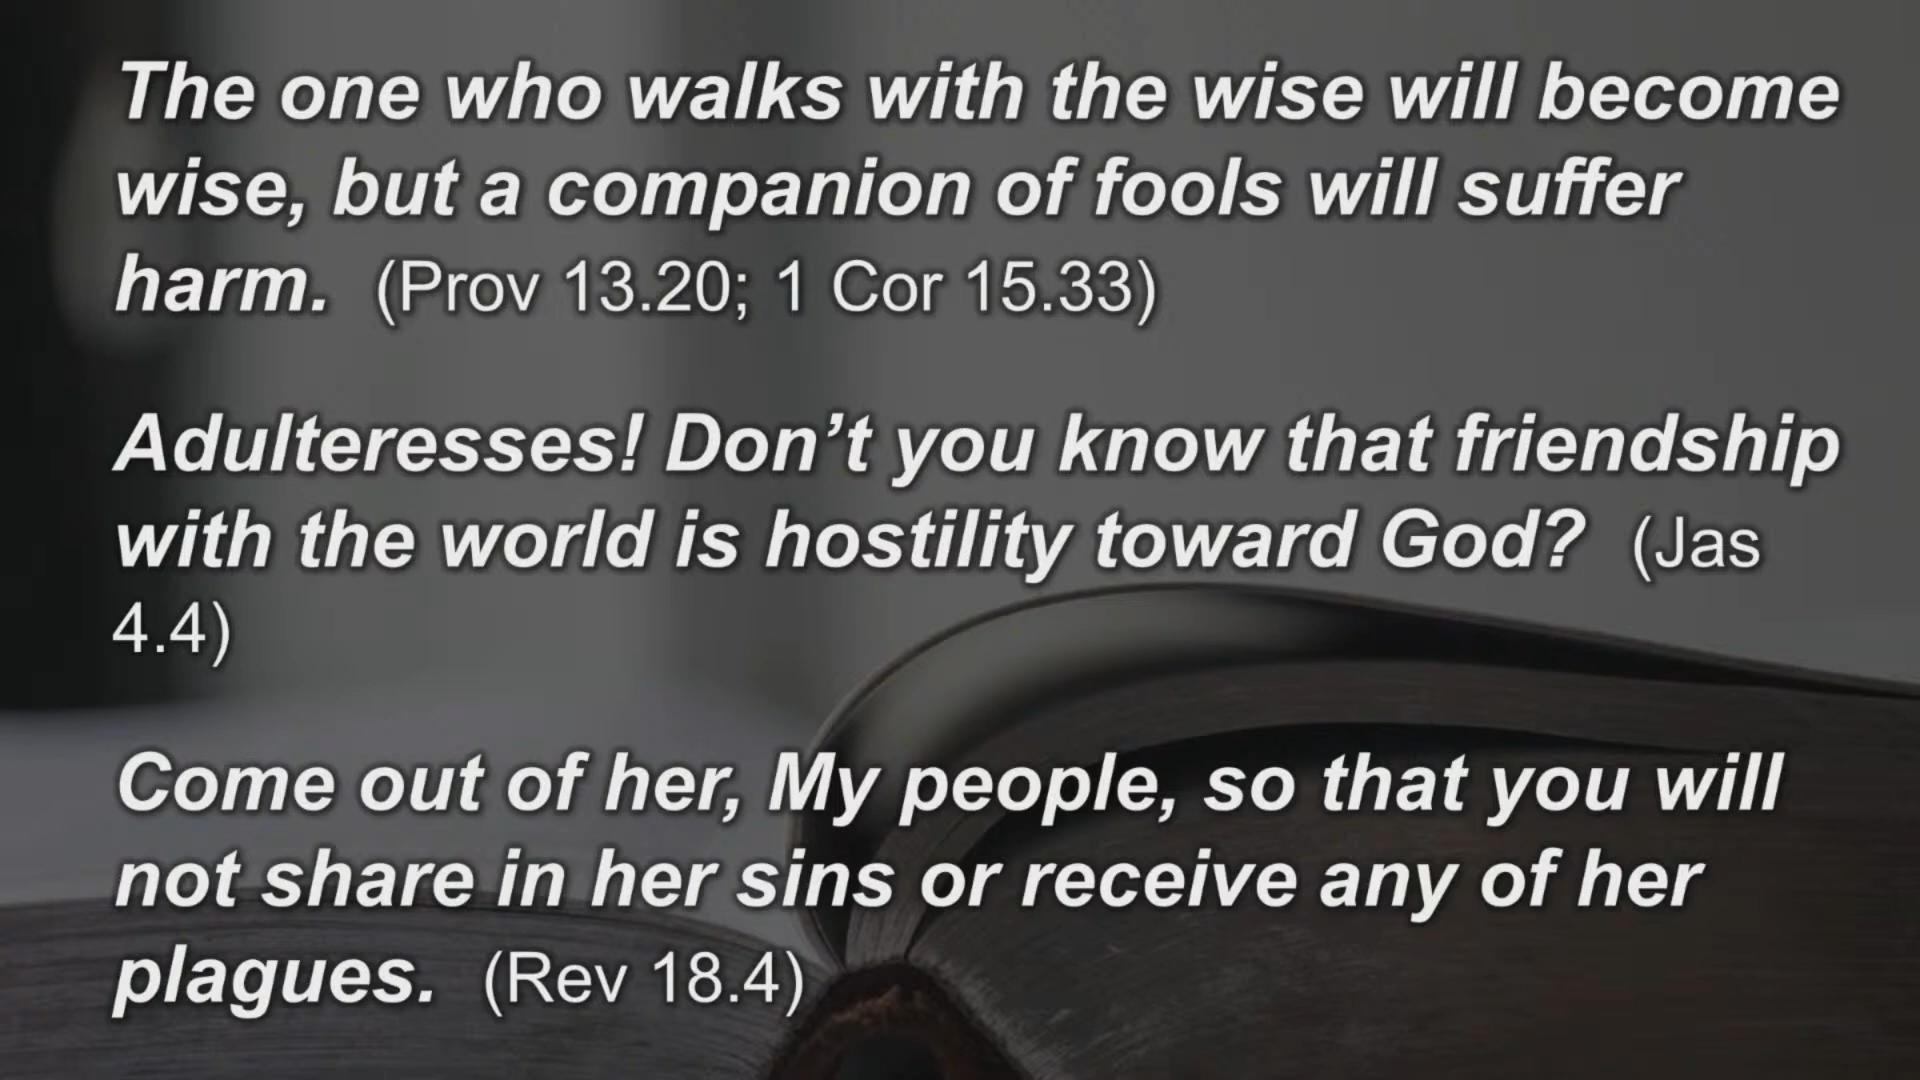 The one who walks with the wise will become
wise, but a companion of fools will suffer
harm. (Prov 13.20; 1 Cor 15.33)
Adulteresses! Don’t you know that friendship
with the world is hostility toward God? (Jas
4.4)
Come out of her, My people, so that you will
not share in her sins or receive any of her
plagues. (Rev 18.4)